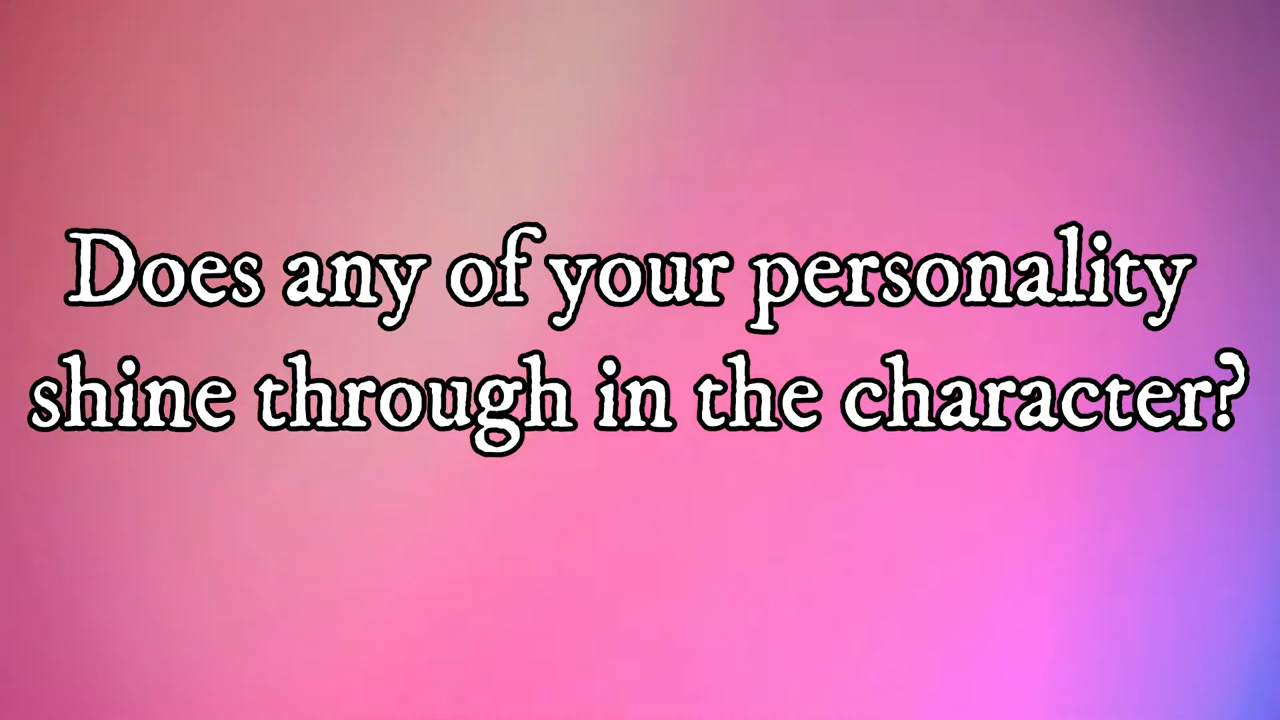 Does any of your personality
shine through in the character?